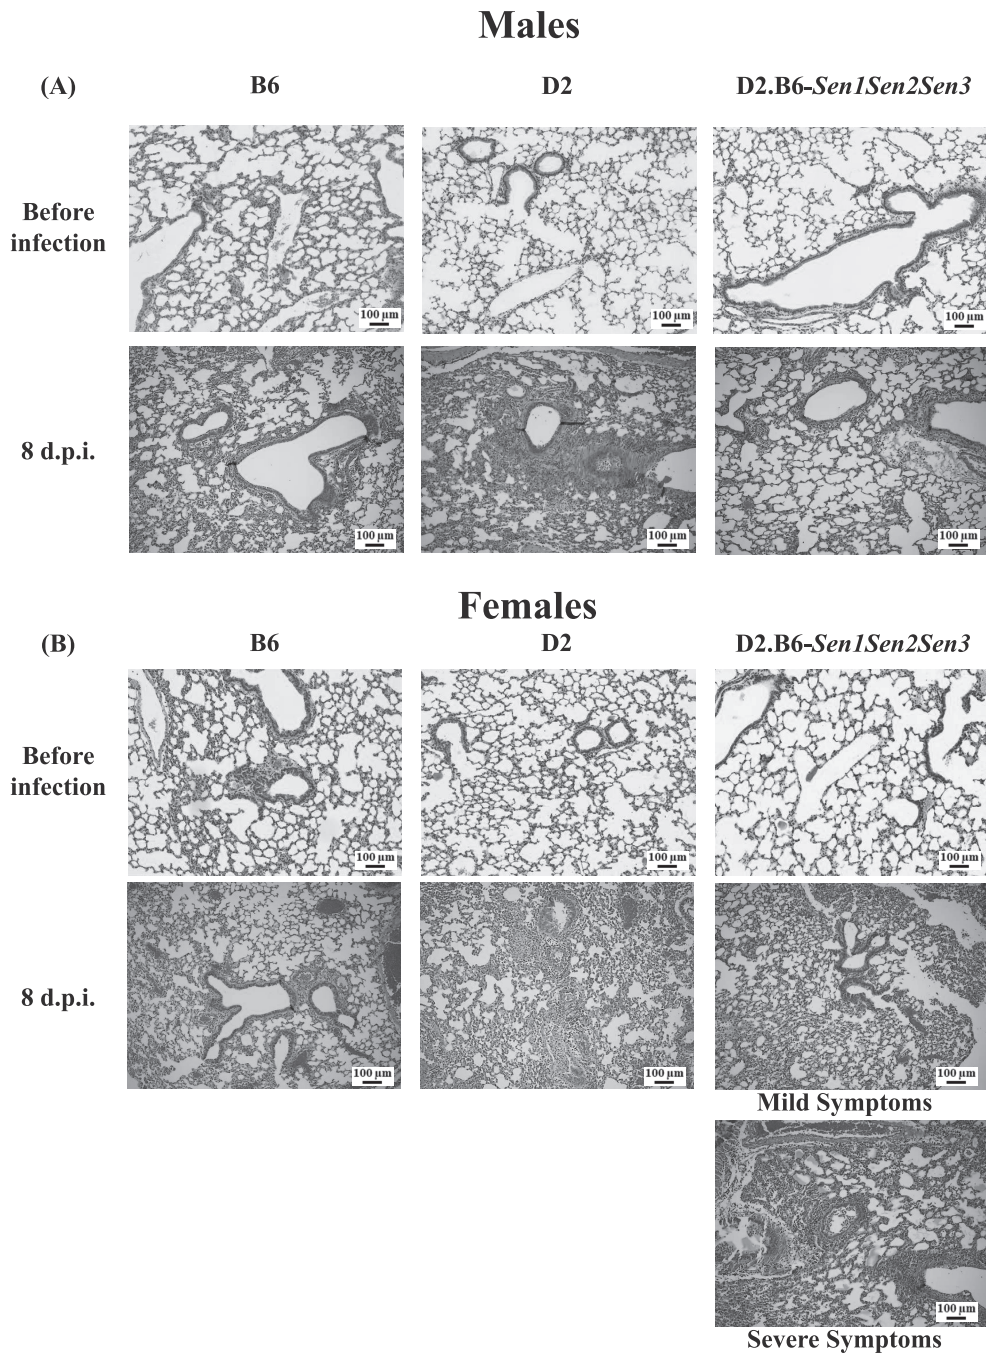 Males
(A) B6 D2 D2.B6-Sen1Sen2Sen3
Before
infection
100 µm 100 µm 100 µm
8 d.p.i.
100 µm 100 µm 100 µm
Females
(B) B6 D2 D2.B6-Sen1Sen2Sen3
Before
infection
100 µm 100 µm 100 µm
8 d.p.i.
100 µm 100 µm 100 µm
Mild Symptoms
100 µm
Severe Symptoms